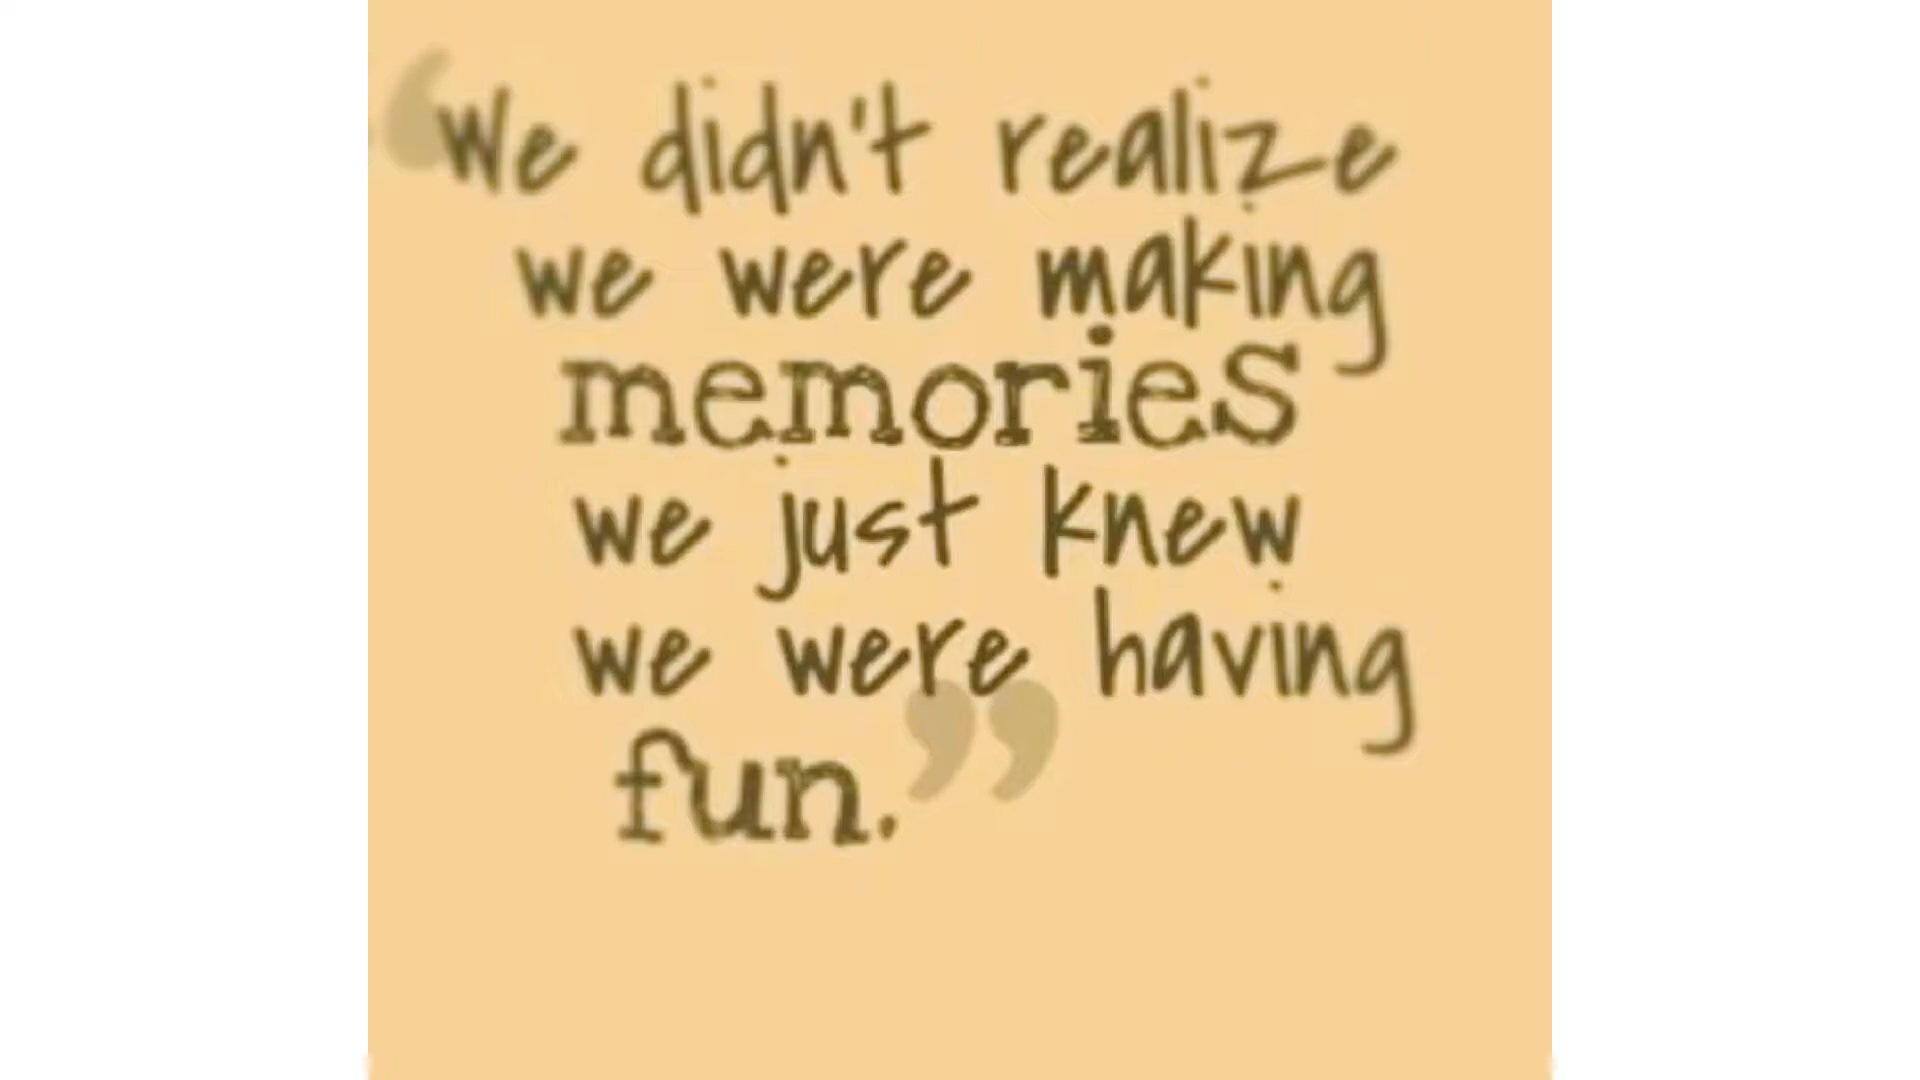 “We didn't realize
we were making
memories
we just knew
we were having
fun.”